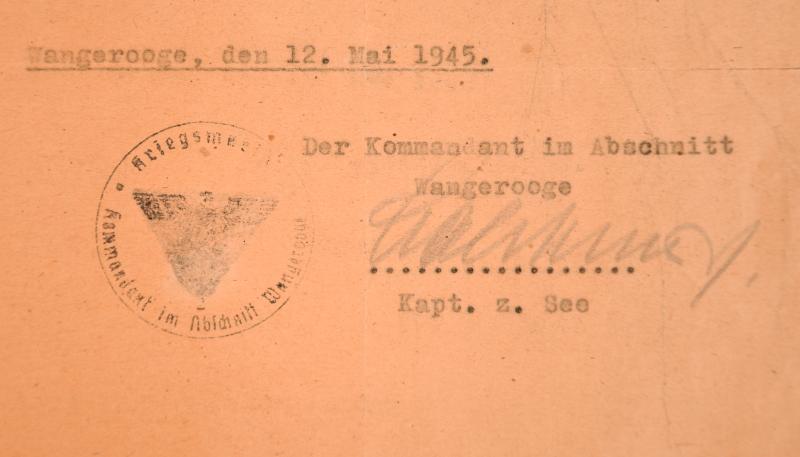 Wangerooge, den 12. Mai 1945.
Kriegsmarine
Kommandant im Abschnitt Wangerooge
Der Kommandant im Abschnitt
Wangerooge
Kapt. z. See